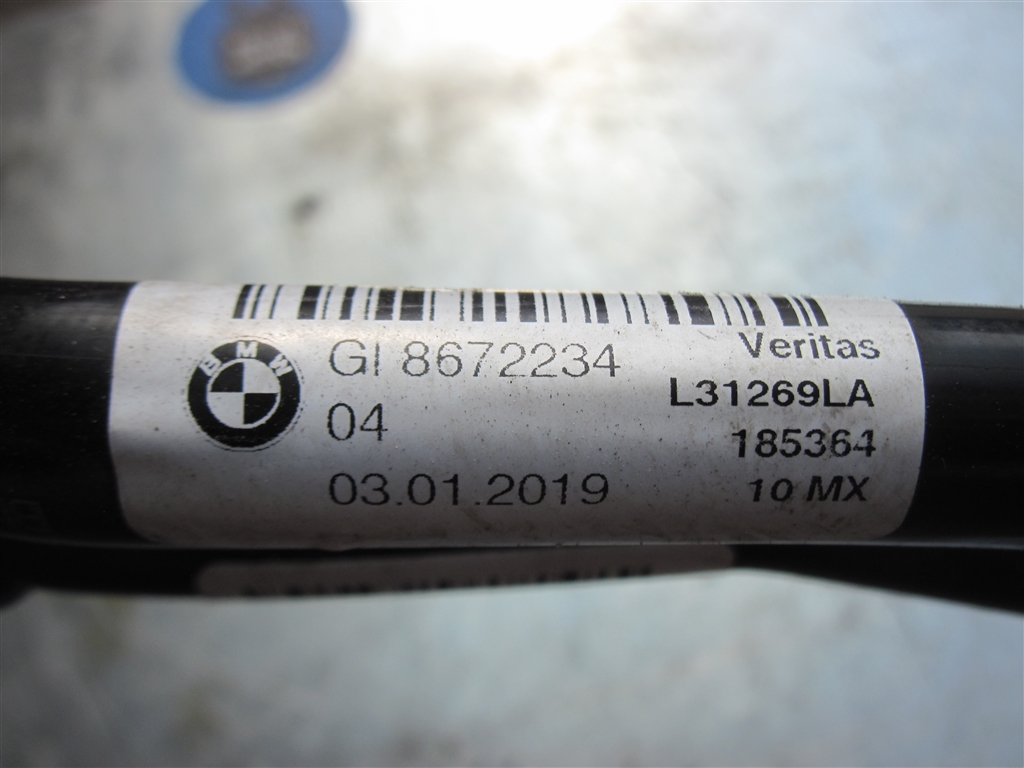 BMW
GI 8672234
04
03.01.2019
Veritas
L31269LA
185364
10 MX